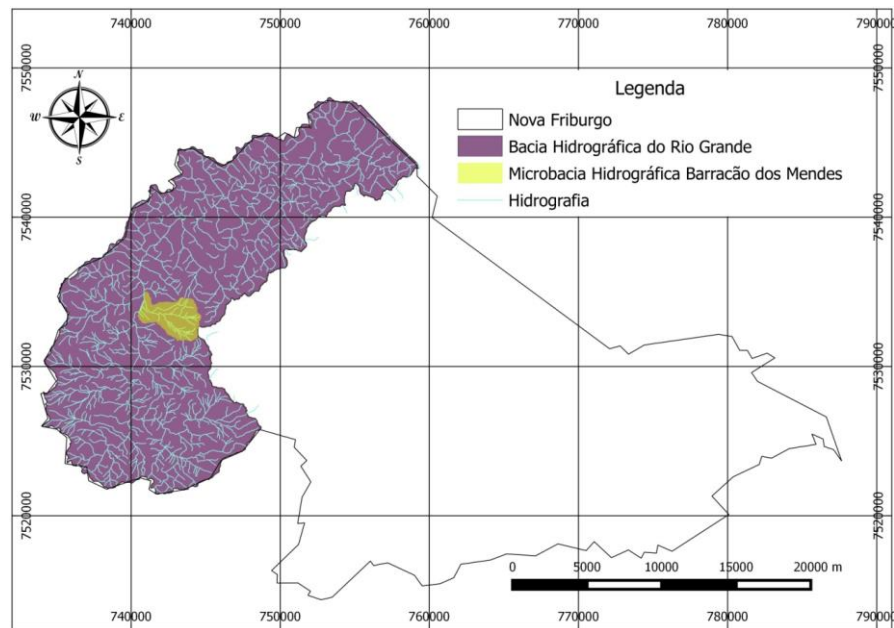 740000 750000 760000 770000 780000 790000
7550000 7550000
N
W E
S
Legenda
Nova Friburgo
Bacia Hidrográfica do Rio Grande
Microbacia Hidrográfica Barracão dos Mendes
Hidrografia
7540000 7540000
7530000 7530000
7520000 7520000
0 5000 10000 15000 20000 m
740000 750000 760000 770000 780000 790000